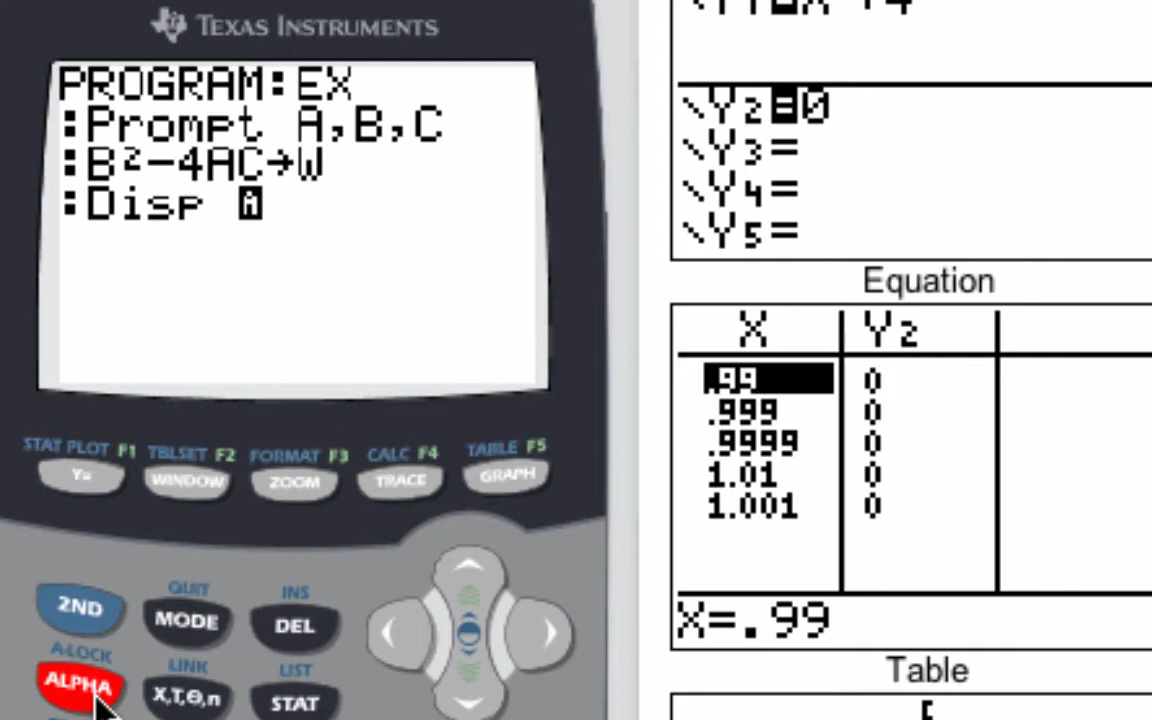 TEXAS INSTRUMENTS
PROGRAM:EX
:Prompt A,B,C
:B²-4AC→W
:Disp
STAT PLOT F1 TBLSET F2 FORMAT F3 CALC F4 TABLE F5
Y= WINDOW ZOOM TRACE GRAPH
QUIT INS
2ND MODE DEL
A-LOCK LINK LIST
ALPHA X,T,Θ,n STAT
\Y2=0
\Y3=
\Y4=
\Y5=
Equation
X Y2
.99 0
.999 0
.9999 0
1.01 0
1.001 0
X=.99
Table